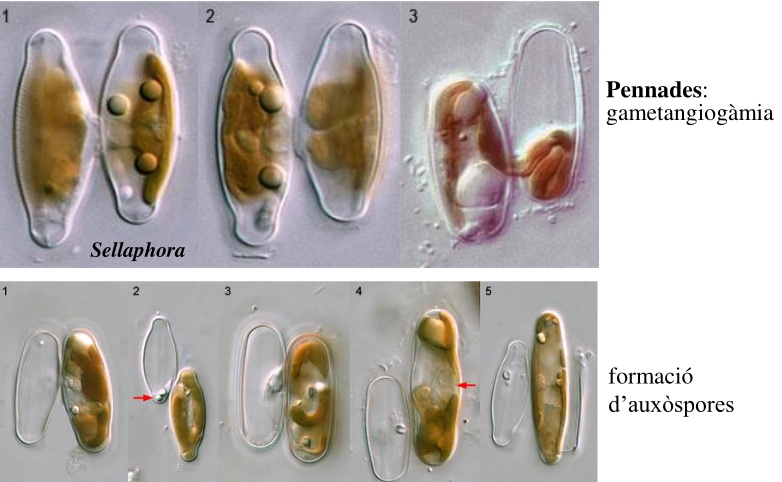 1 2 3
Pennades:
gametangiogàmia
Sellaphora
1 2 3 4 5
formació
d'auxòspores